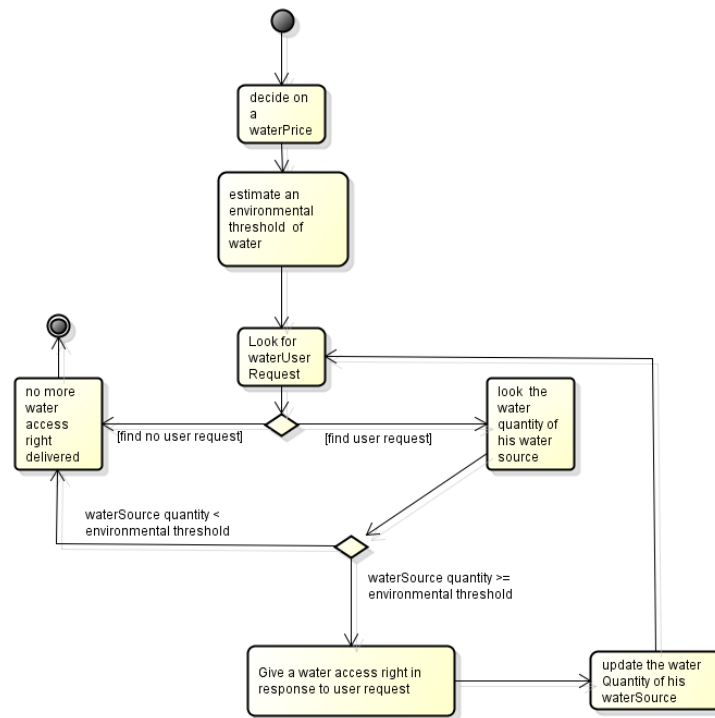 decide on
a
waterPrice
estimate an
environmental
threshold of
water
Look for
waterUser
Request
no more
water
access
right
delivered
look the
water
quantity of
his water
source
[find no user request]
[find user request]
waterSource quantity <
environmental threshold
waterSource quantity >=
environmental threshold
Give a water access right in
response to user request
update the water
Quantity of his
waterSource